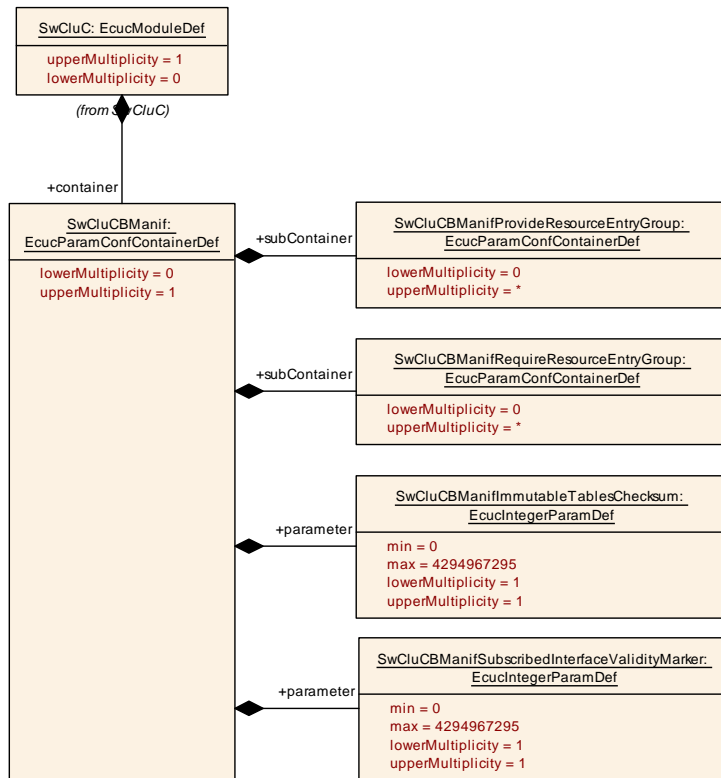 SwCluC: EcucModuleDef
upperMultiplicity = 1
lowerMultiplicity = 0
(from SwCluC)
+container
SwCluCBManif:
EcucParamConfContainerDef
lowerMultiplicity = 0
upperMultiplicity = 1
+subContainer
SwCluCBManifProvideResourceEntryGroup:
EcucParamConfContainerDef
lowerMultiplicity = 0
upperMultiplicity = *
+subContainer
SwCluCBManifRequireResourceEntryGroup:
EcucParamConfContainerDef
lowerMultiplicity = 0
upperMultiplicity = *
+parameter
SwCluCBManifImmutableTablesChecksum:
EcucIntegerParamDef
min = 0
max = 4294967295
lowerMultiplicity = 1
upperMultiplicity = 1
+parameter
SwCluCBManifSubscribedInterfaceValidityMarker:
EcucIntegerParamDef
min = 0
max = 4294967295
lowerMultiplicity = 1
upperMultiplicity = 1